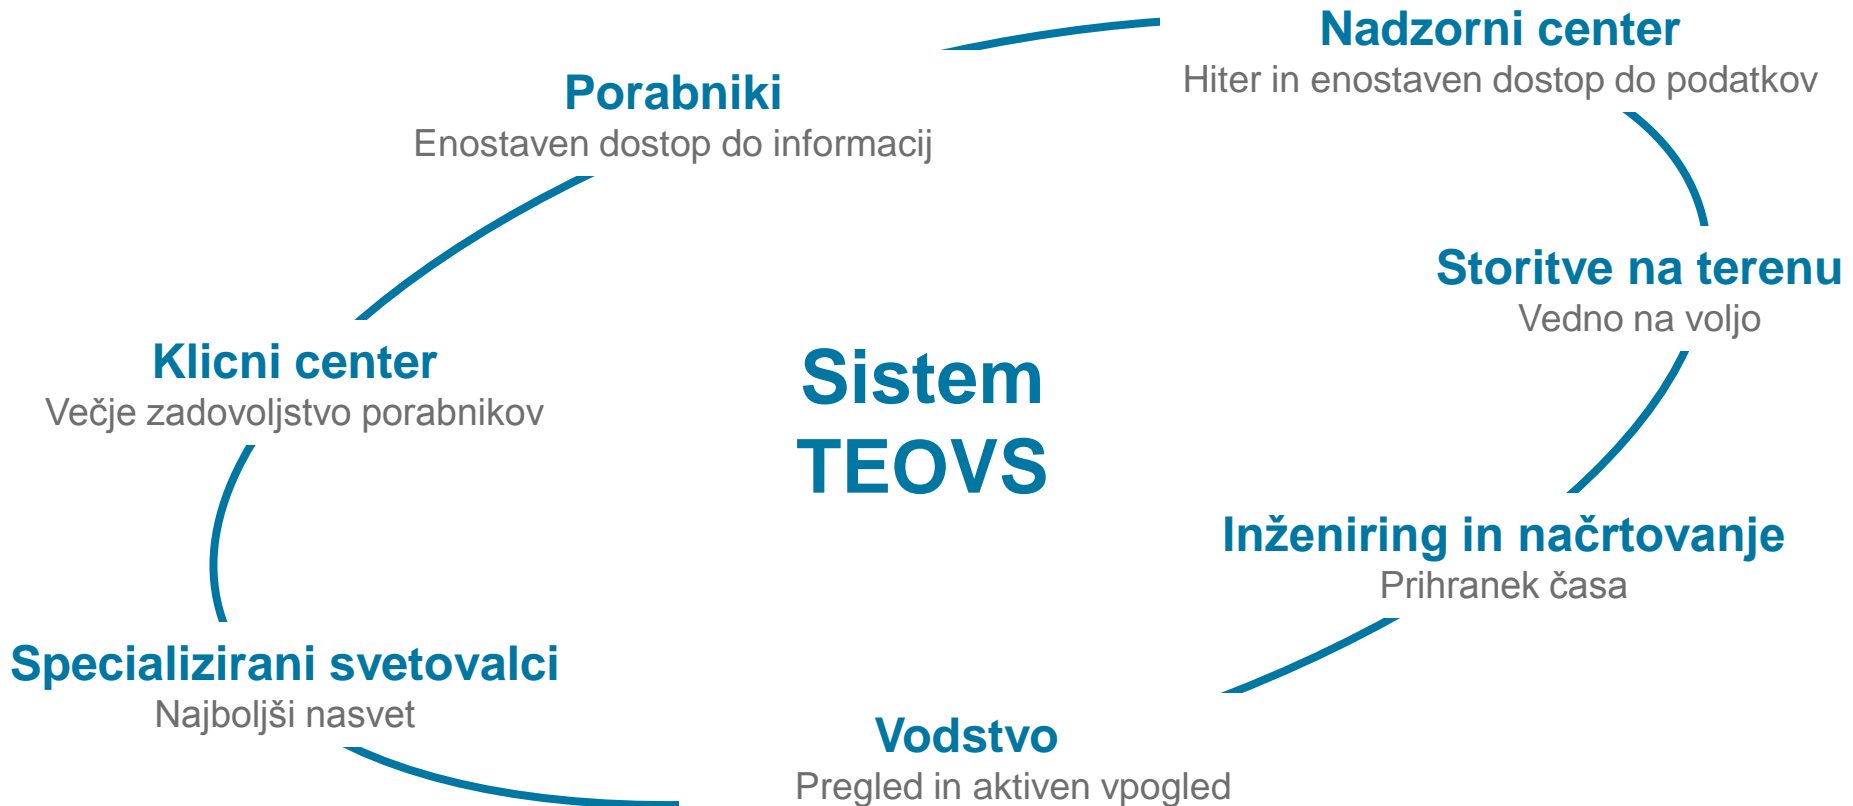 Nadzorni center
Hiter in enostaven dostop do podatkov
Porabniki
Enostaven dostop do informacij
Storitve na terenu
Vedno na voljo
Klicni center
Večje zadovoljstvo porabnikov
Sistem
TEOVS
Inženiring in načrtovanje
Prihranek časa
Specializirani svetovalci
Najboljši nasvet
Vodstvo
Pregled in aktiven vpogled